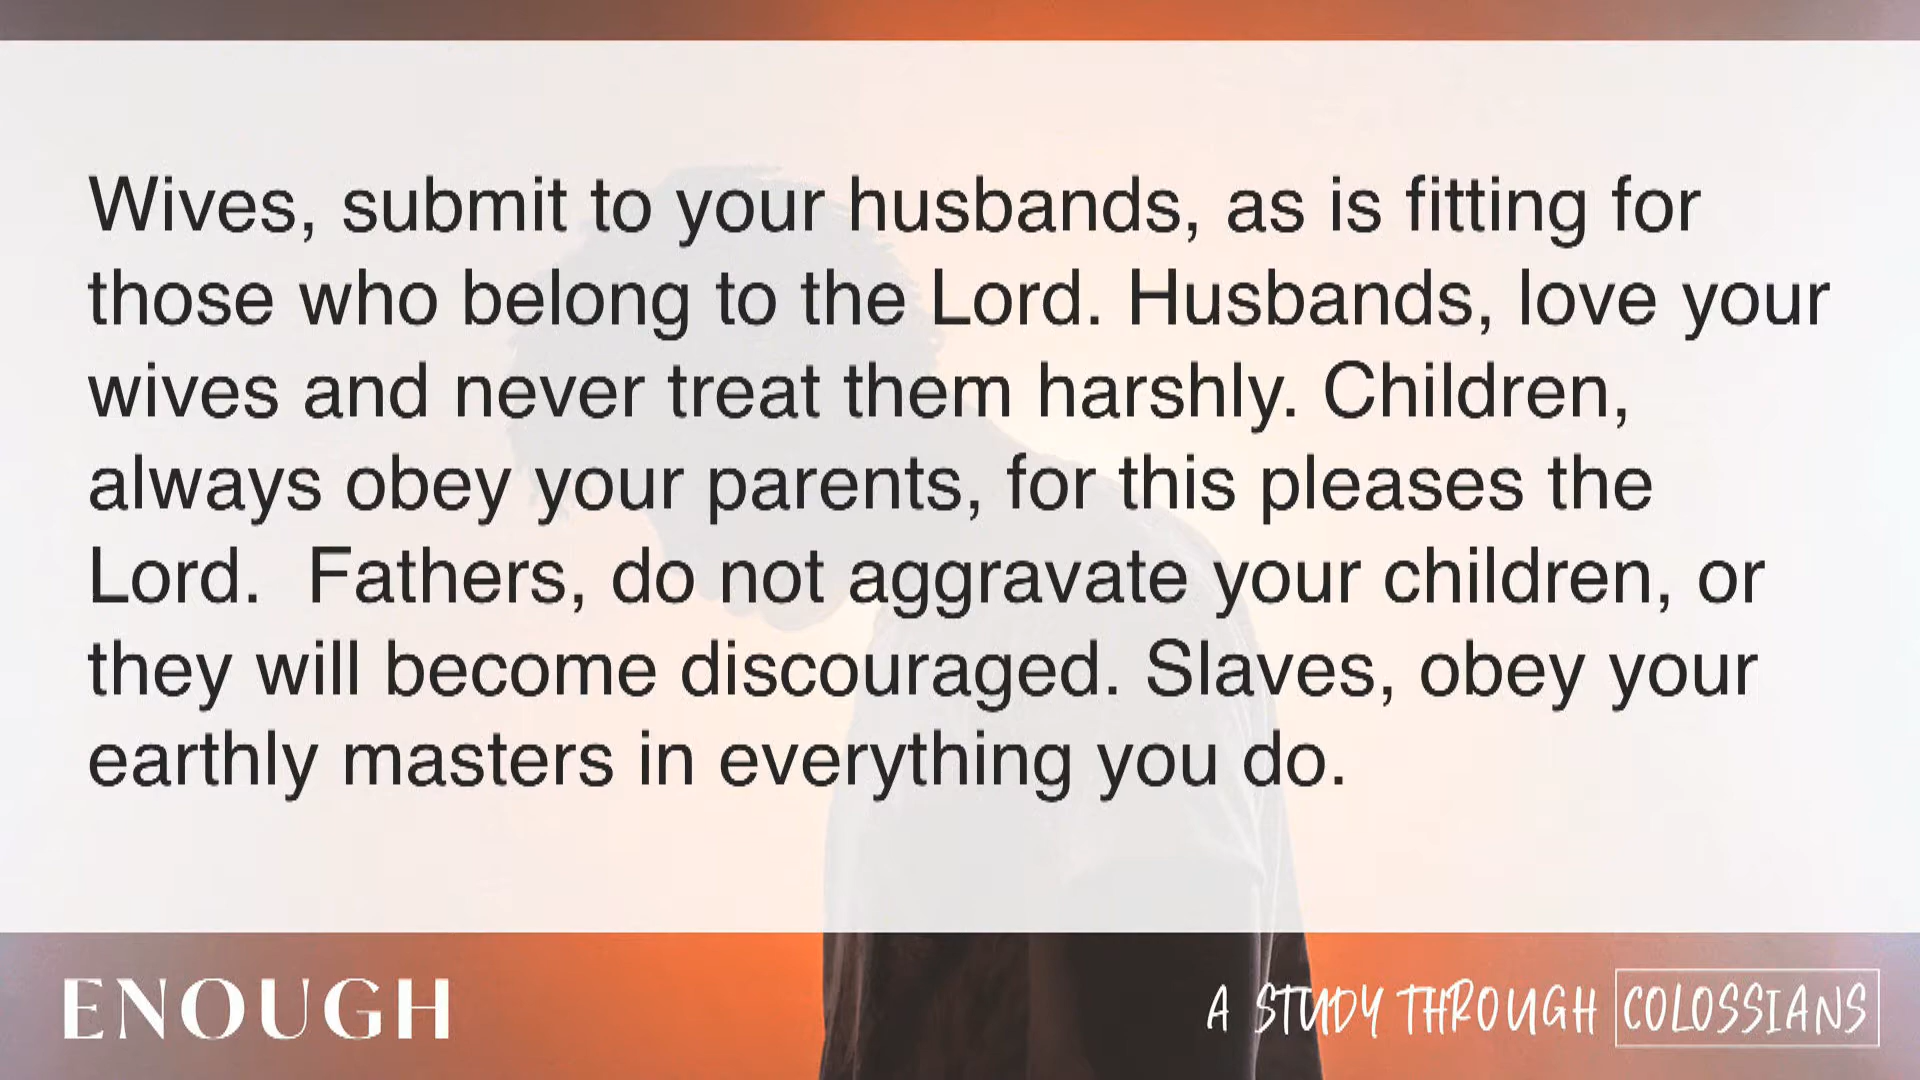 Wives, submit to your husbands, as is fitting for
those who belong to the Lord. Husbands, love your
wives and never treat them harshly. Children,
always obey your parents, for this pleases the
Lord.  Fathers, do not aggravate your children, or
they will become discouraged. Slaves, obey your
earthly masters in everything you do.
ENOUGH
A STUDY THROUGH COLOSSIANS